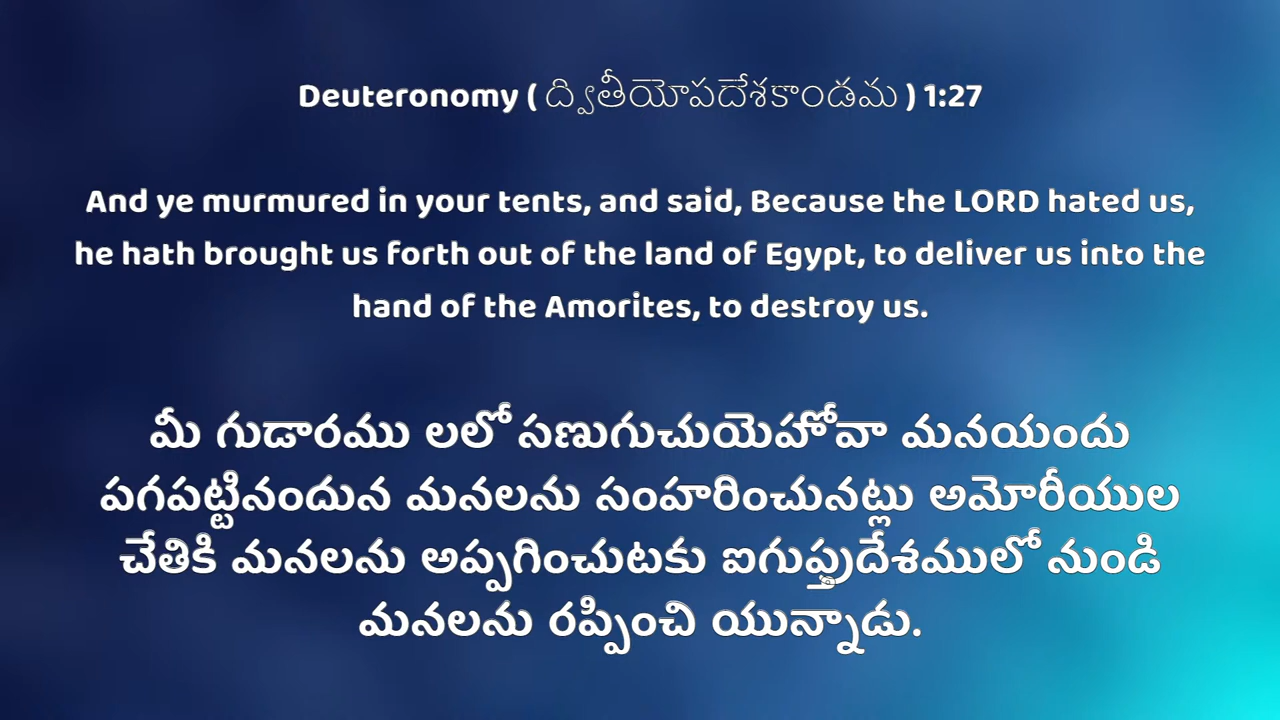 Deuteronomy ( ద్వితీయోపదేశకాండమ ) 1:27
And ye murmured in your tents, and said, Because the LORD hated us,
he hath brought us forth out of the land of Egypt, to deliver us into the
hand of the Amorites, to destroy us.
మీ గుడారము లలో సణుగుచుయెహోవా మనయందు
పగపట్టినందున మనలను సంహరించునట్లు అమోరీయుల
చేతికి మనలను అప్పగించుటకు ఐగుప్తుదేశములో నుండి
మనలను రప్పించి యున్నాడు.